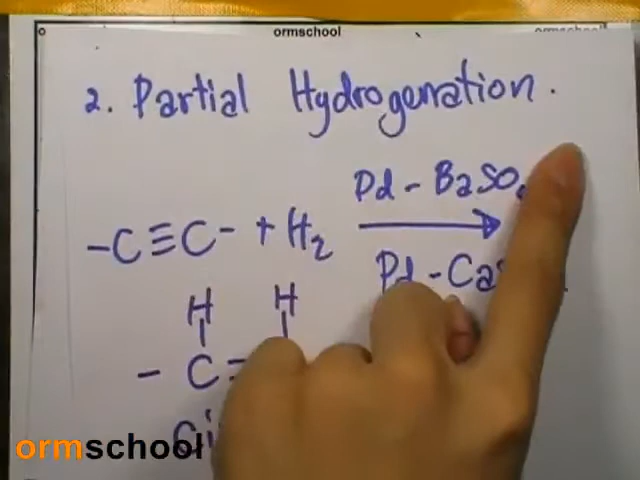 ormschool
2. Partial Hydrogenation.
Pd - BaSO
-C≡C- + H2
Pd - Ca
H H
- C =
ormschool